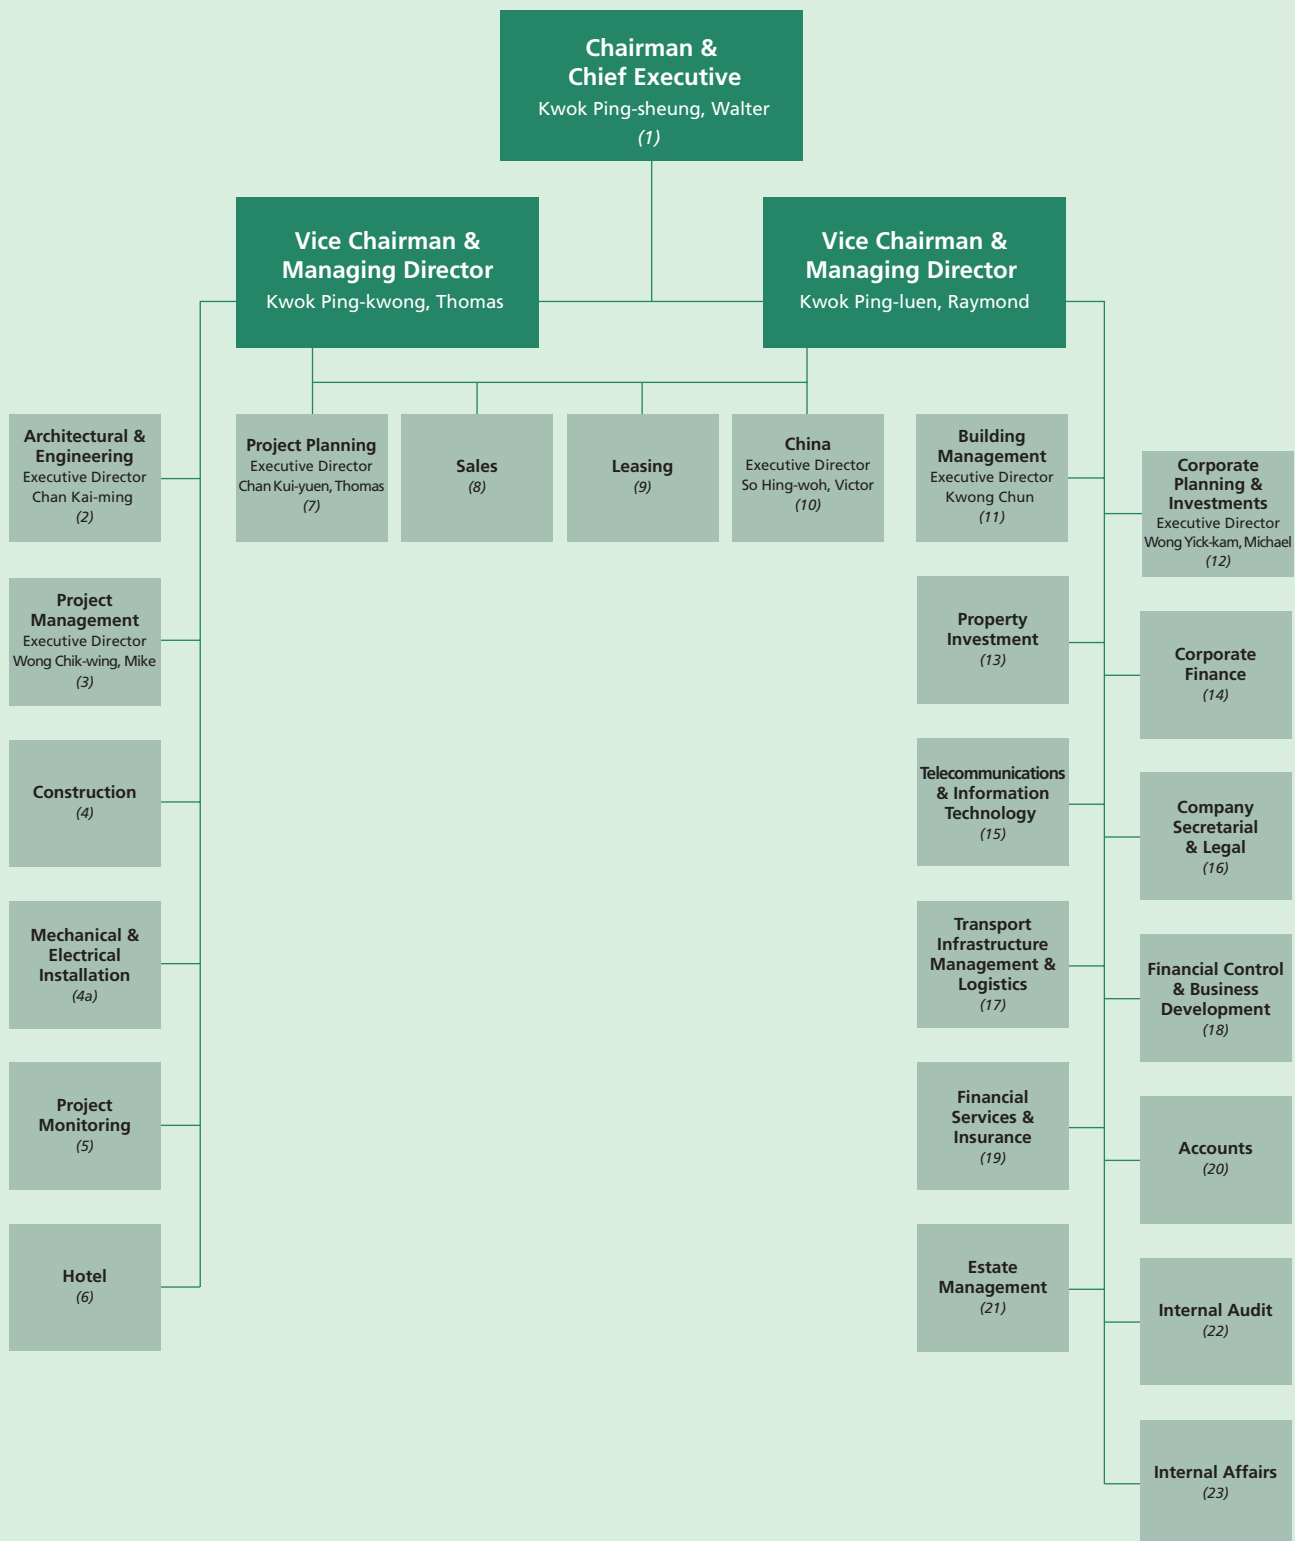 Chairman &
Chief Executive
Kwok Ping-sheung, Walter
(1)
Vice Chairman &
Managing Director
Kwok Ping-kwong, Thomas
Vice Chairman &
Managing Director
Kwok Ping-luen, Raymond
Architectural &
Engineering
Executive Director
Chan Kai-ming
(2)
Project Planning
Executive Director
Chan Kui-yuen, Thomas
(7)
Sales
(8)
Leasing
(9)
China
Executive Director
So Hing-woh, Victor
(10)
Building
Management
Executive Director
Kwong Chun
(11)
Corporate
Planning &
Investments
Executive Director
Wong Yick-kam, Michael
(12)
Project
Management
Executive Director
Wong Chik-wing, Mike
(3)
Property
Investment
(13)
Corporate
Finance
(14)
Construction
(4)
Telecommunications
& Information
Technology
(15)
Company
Secretarial
& Legal
(16)
Mechanical &
Electrical
Installation
(4a)
Transport
Infrastructure
Management &
Logistics
(17)
Financial Control
& Business
Development
(18)
Project
Monitoring
(5)
Financial
Services &
Insurance
(19)
Accounts
(20)
Hotel
(6)
Estate
Management
(21)
Internal Audit
(22)
Internal Affairs
(23)